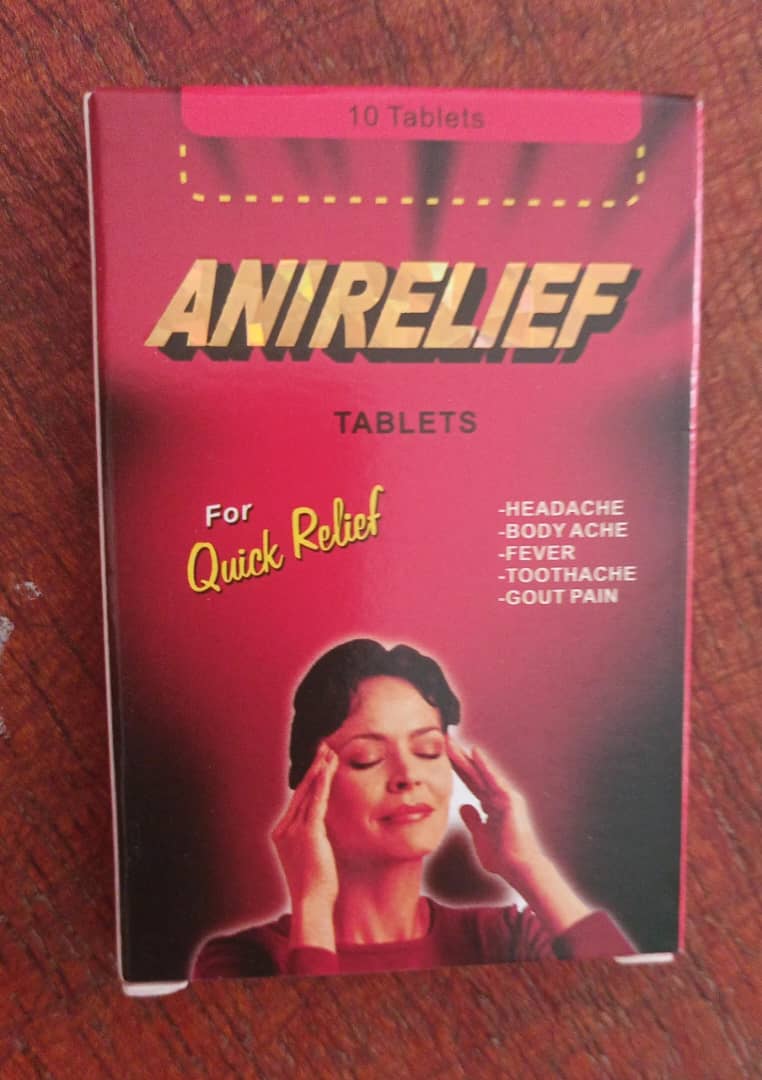 10 Tablets
ANIRELIEF
TABLETS
For
Quick Relief
-HEADACHE
-BODY ACHE
-FEVER
-TOOTHACHE
-GOUT PAIN